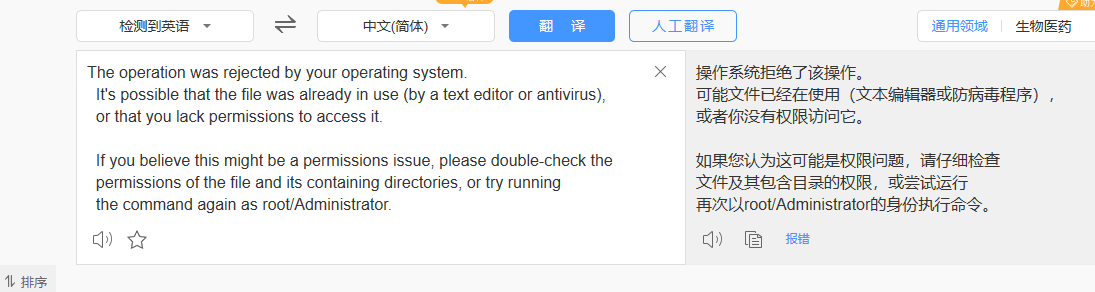 检测到英语
中文(简体)
翻 译
人工翻译
通用领域
生物医药
The operation was rejected by your operating system.
It's possible that the file was already in use (by a text editor or antivirus),
or that you lack permissions to access it.
If you believe this might be a permissions issue, please double-check the
permissions of the file and its containing directories, or try running
the command again as root/Administrator.
操作系统拒绝了该操作。
可能文件已经在使用（文本编辑器或防病毒程序），
或者你没有权限访问它。
如果您认为这可能是权限问题，请仔细检查
文件及其包含目录的权限，或尝试运行
再次以root/Administrator的身份执行命令。
报错
排序